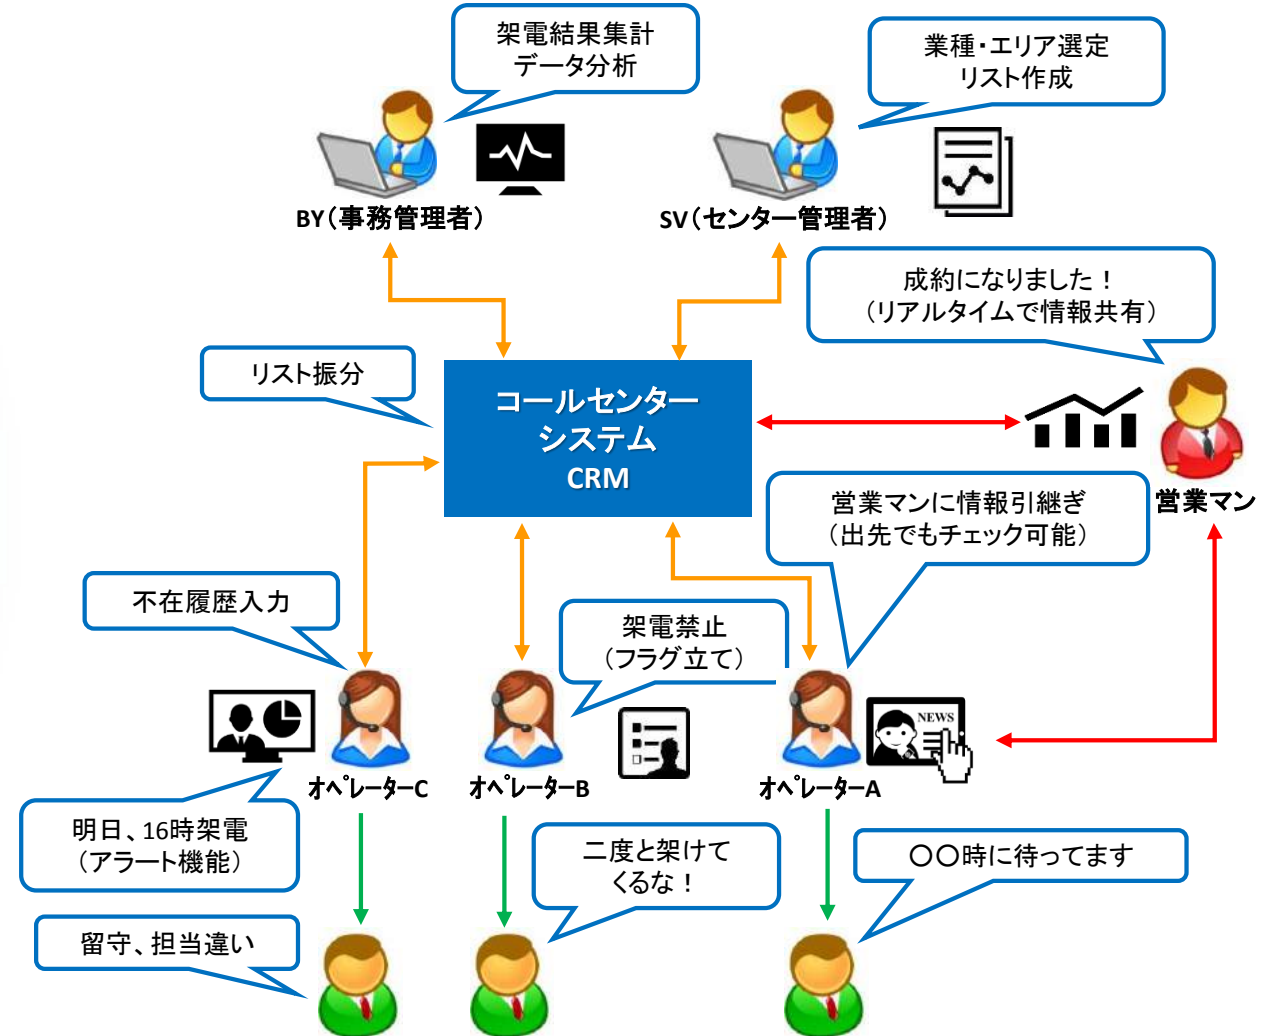 架電結果集計
データ分析
業種・エリア選定
リスト作成
BY（事務管理者）
SV（センター管理者）
成約になりました！
（リアルタイムで情報共有）
リスト振分
コールセンター
システム
CRM
営業マン
営業マンに情報引継ぎ
（出先でもチェック可能）
不在履歴入力
架電禁止
（フラグ立て）
NEWS
オペレーターC
オペレーターB
オペレーターA
明日、16時架電
（アラート機能）
二度と架けて
くるな！
〇〇時に待ってます
留守、担当違い